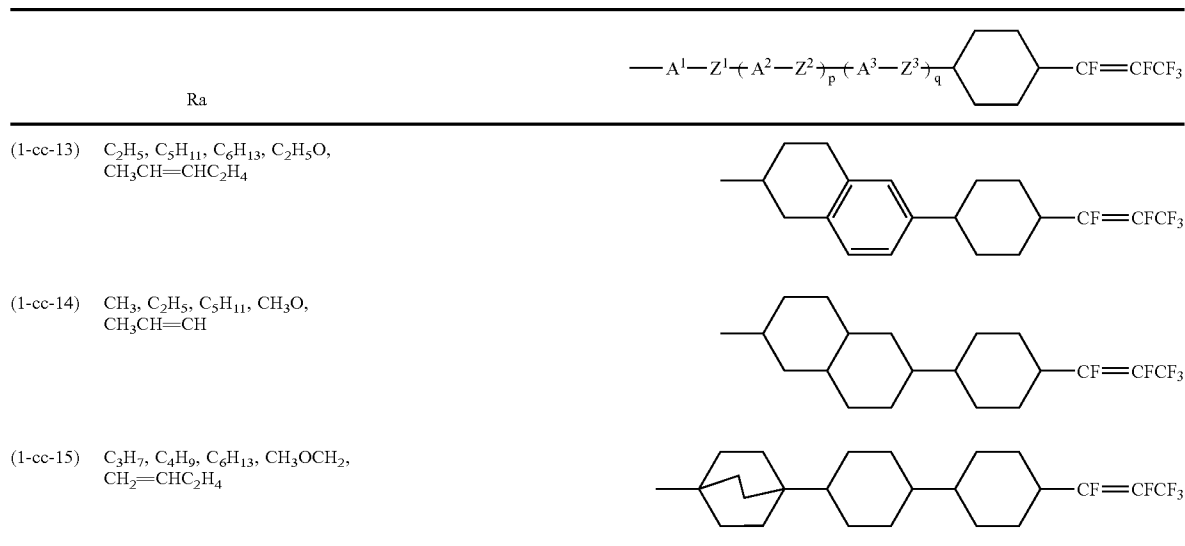 Ra
—A¹—Z¹—(A²—Z²)ₚ—(A³—Z³)q—CF=CFCF₃
(1-cc-13) C₂H₅, C₅H₁₁, C₆H₁₃, C₂H₅O,
CH₃CH=CHC₂H₄
CF=CFCF₃
(1-cc-14) CH₃, C₂H₅, C₅H₁₁, CH₃O,
CH₃CH=CH
CF=CFCF₃
(1-cc-15) C₃H₇, C₄H₉, C₆H₁₃, CH₃OCH₂,
CH₂=CHC₂H₄
CF=CFCF₃